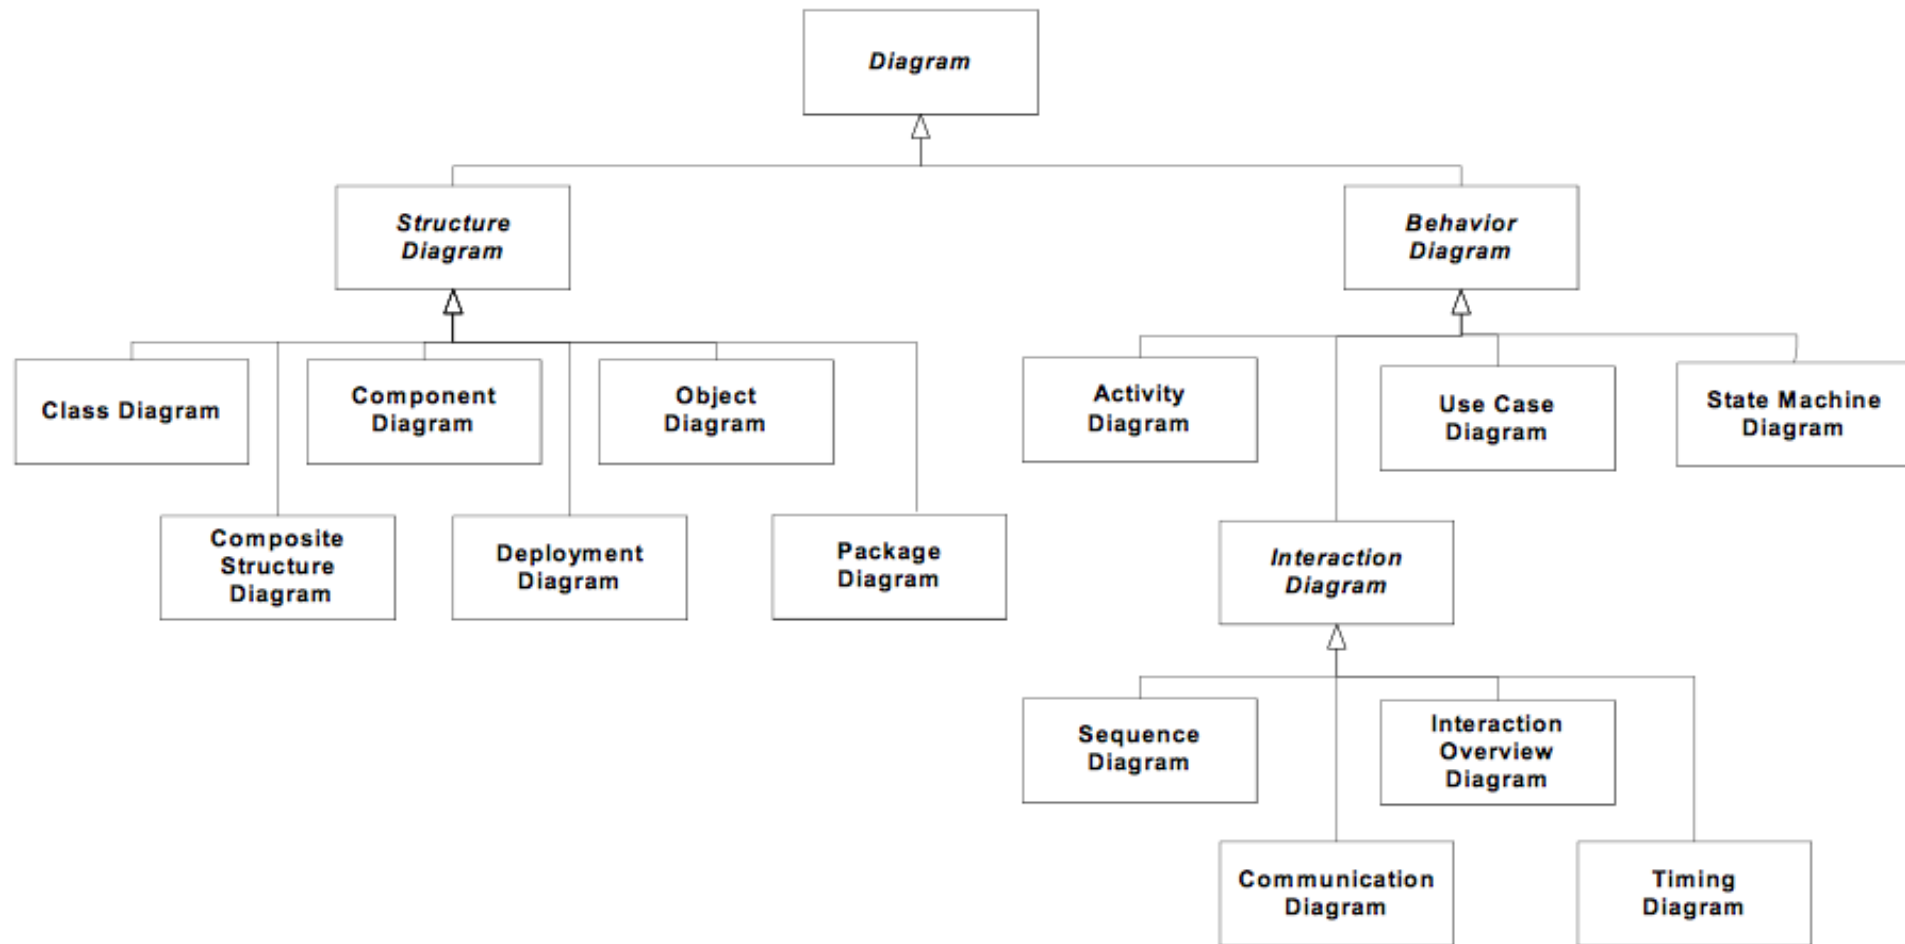 Diagram
Structure
Diagram
Behavior
Diagram
Class Diagram
Component
Diagram
Object
Diagram
Activity
Diagram
Use Case
Diagram
State Machine
Diagram
Composite
Structure
Diagram
Deployment
Diagram
Package
Diagram
Interaction
Diagram
Sequence
Diagram
Interaction
Overview
Diagram
Communication
Diagram
Timing
Diagram